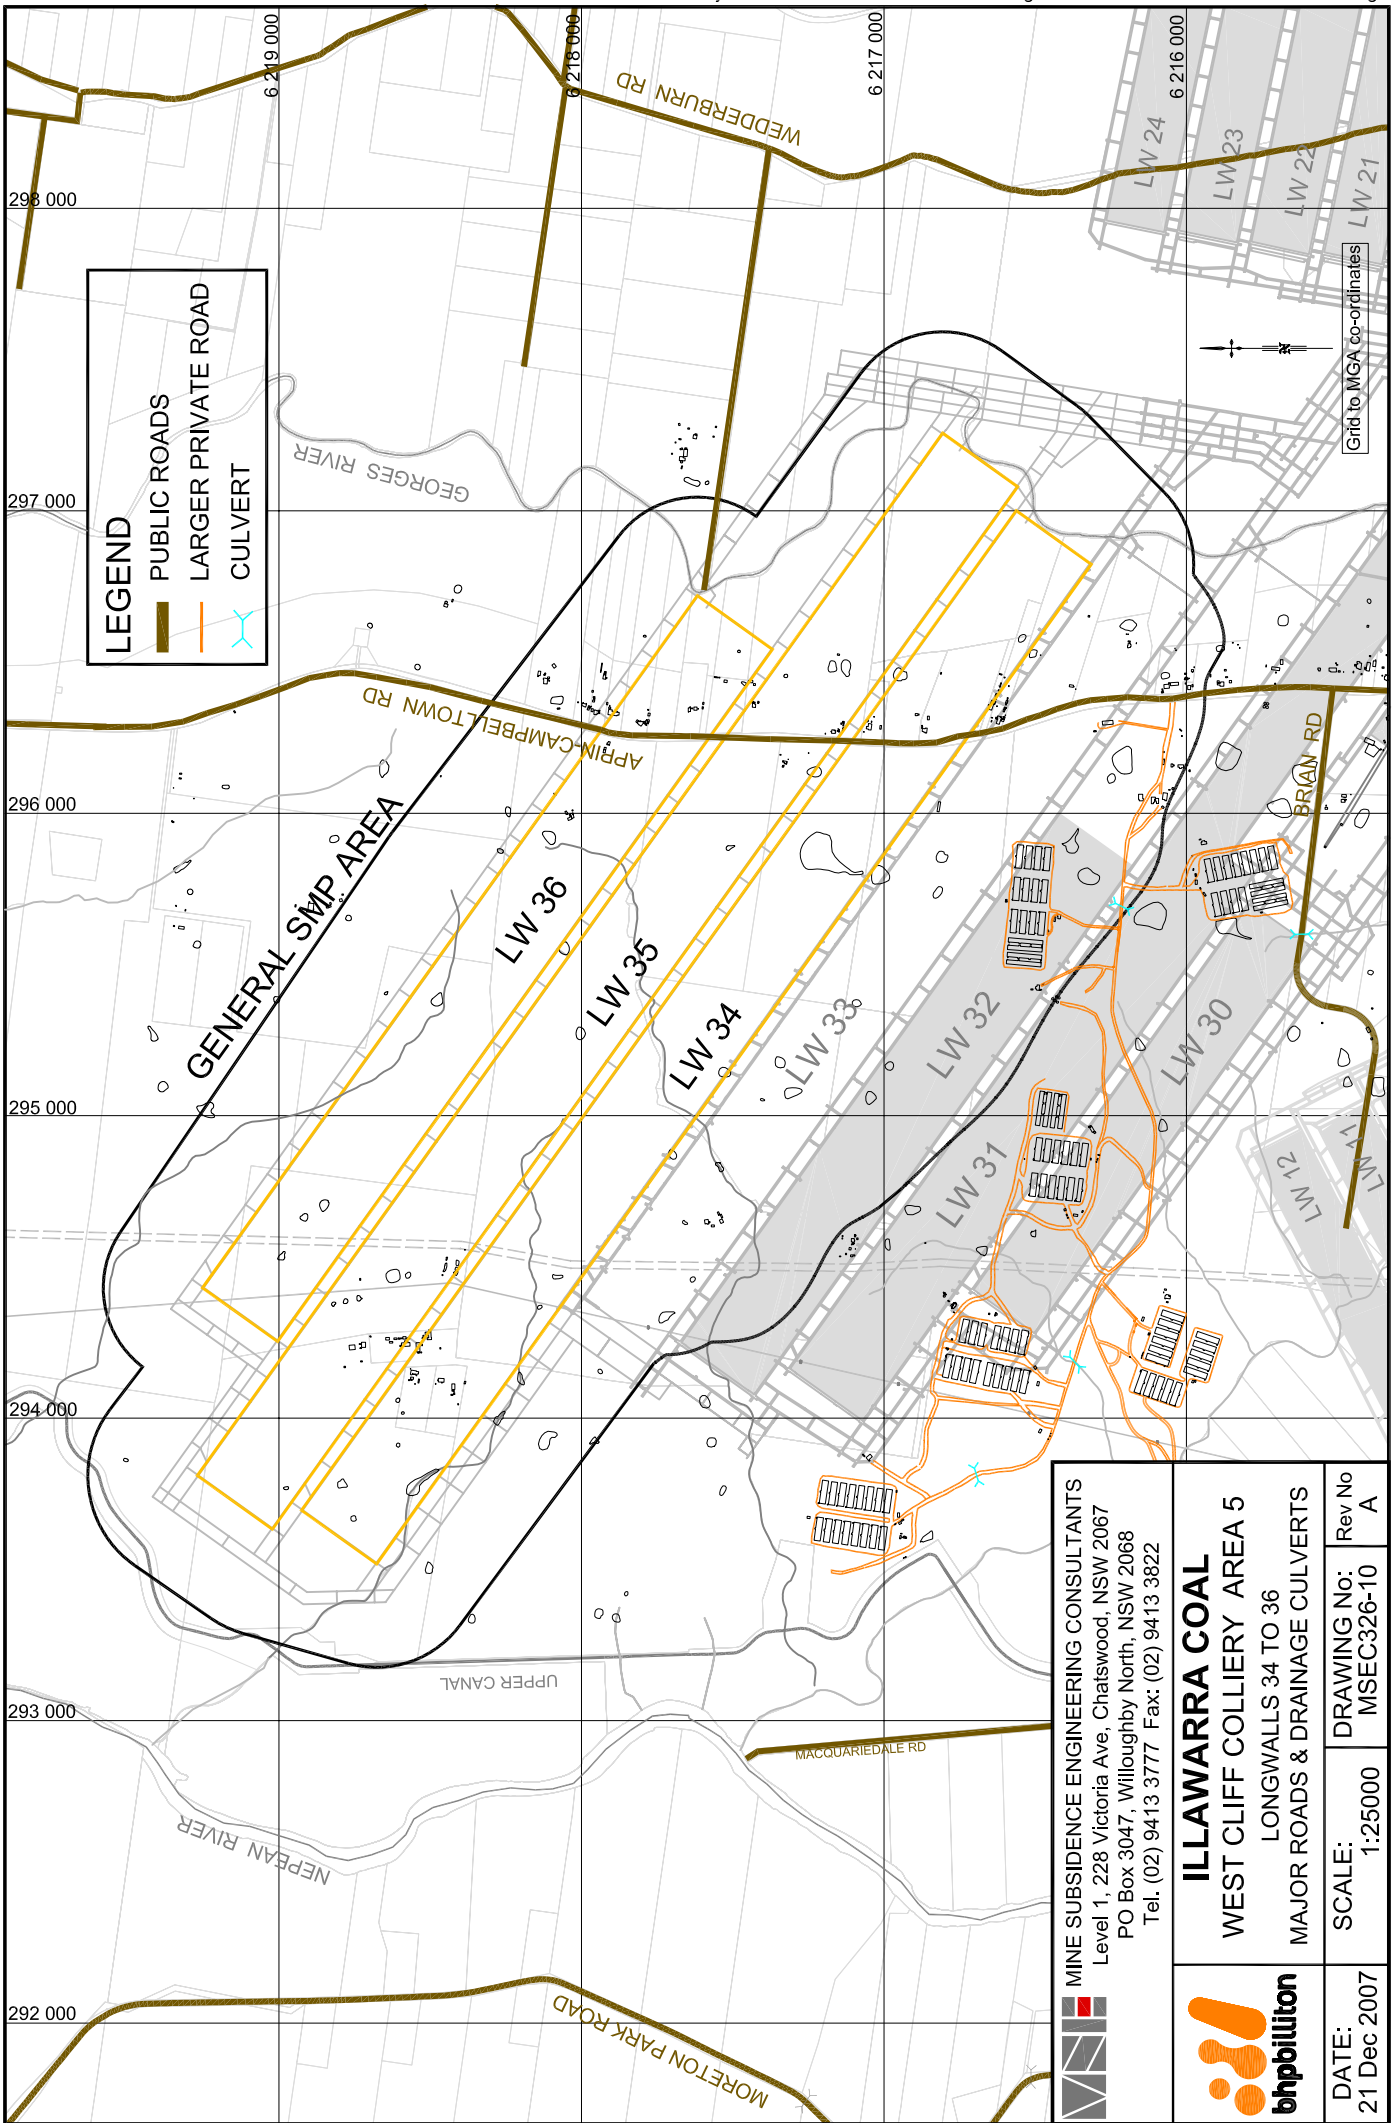 6 219 000
6 218 000
6 217 000
6 216 000
298 000
297 000
296 000
295 000
294 000
293 000
292 000
LEGEND
PUBLIC ROADS
LARGER PRIVATE ROAD
CULVERT
WEDDERBURN RD
GEORGES RIVER
APPIN-CAMPBELLTOWN RD
BRIAN RD
GENERAL SMP AREA
LW 36
LW 35
LW 34
LW 33
LW 32
LW 31
LW 30
LW 24
LW 23
LW 22
LW 21
LW 12
LW 11
UPPER CANAL
NEPEAN RIVER
MACQUARIEDALE RD
MORETON PARK ROAD
N
Grid to MGA co-ordinates
MINE SUBSIDENCE ENGINEERING CONSULTANTS
Level 1, 228 Victoria Ave, Chatswood, NSW 2067
PO Box 3047, Willoughby North, NSW 2068
Tel. (02) 9413 3777 Fax: (02) 9413 3822
bhpbilliton
ILLAWARRA COAL
WEST CLIFF COLLIERY AREA 5
LONGWALLS 34 TO 36
MAJOR ROADS & DRAINAGE CULVERTS
DATE:
21 Dec 2007
SCALE:
1:25000
DRAWING No:
MSEC326-10
Rev No
A